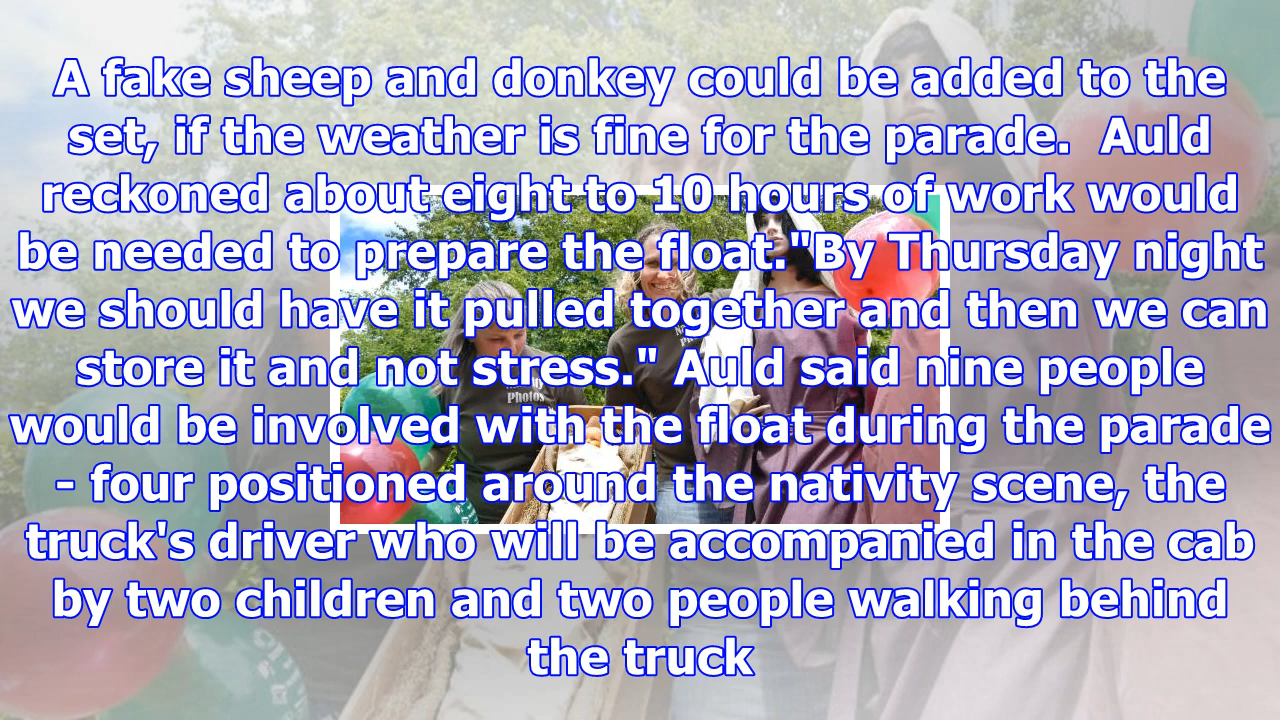 A fake sheep and donkey could be added to the
set, if the weather is fine for the parade.  Auld
reckoned about eight to 10 hours of work would
be needed to prepare the float."By Thursday night
we should have it pulled together and then we can
store it and not stress." Auld said nine people
would be involved with the float during the parade
- four positioned around the nativity scene, the
truck's driver who will be accompanied in the cab
by two children and two people walking behind
the truck
Photos